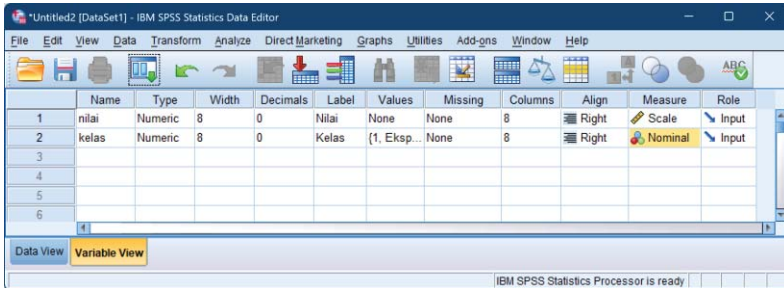 *Untitled2 [DataSet1] - IBM SPSS Statistics Data Editor
File Edit View Data Transform Analyze Direct Marketing Graphs Utilities Add-ons Window Help
Name Type Width Decimals Label Values Missing Columns Align Measure Role
1 nilai Numeric 8 0 Nilai None None 8 Right Scale Input
2 kelas Numeric 8 0 Kelas {1, Eksp... None 8 Right Nominal Input
3
4
5
6
Data View Variable View
IBM SPSS Statistics Processor is ready